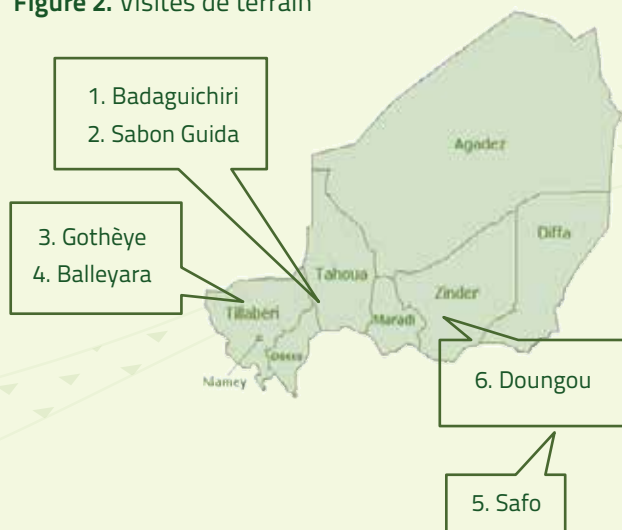 Figure 2. Visites de terrain
1. Badaguichiri
2. Sabon Guida
Agadez
3. Gothèye
4. Balleyara
Diffa
Tahoua
Zinder
Tillabéri
Maradi
Dosso
Niamey
6. Doungou
5. Safo